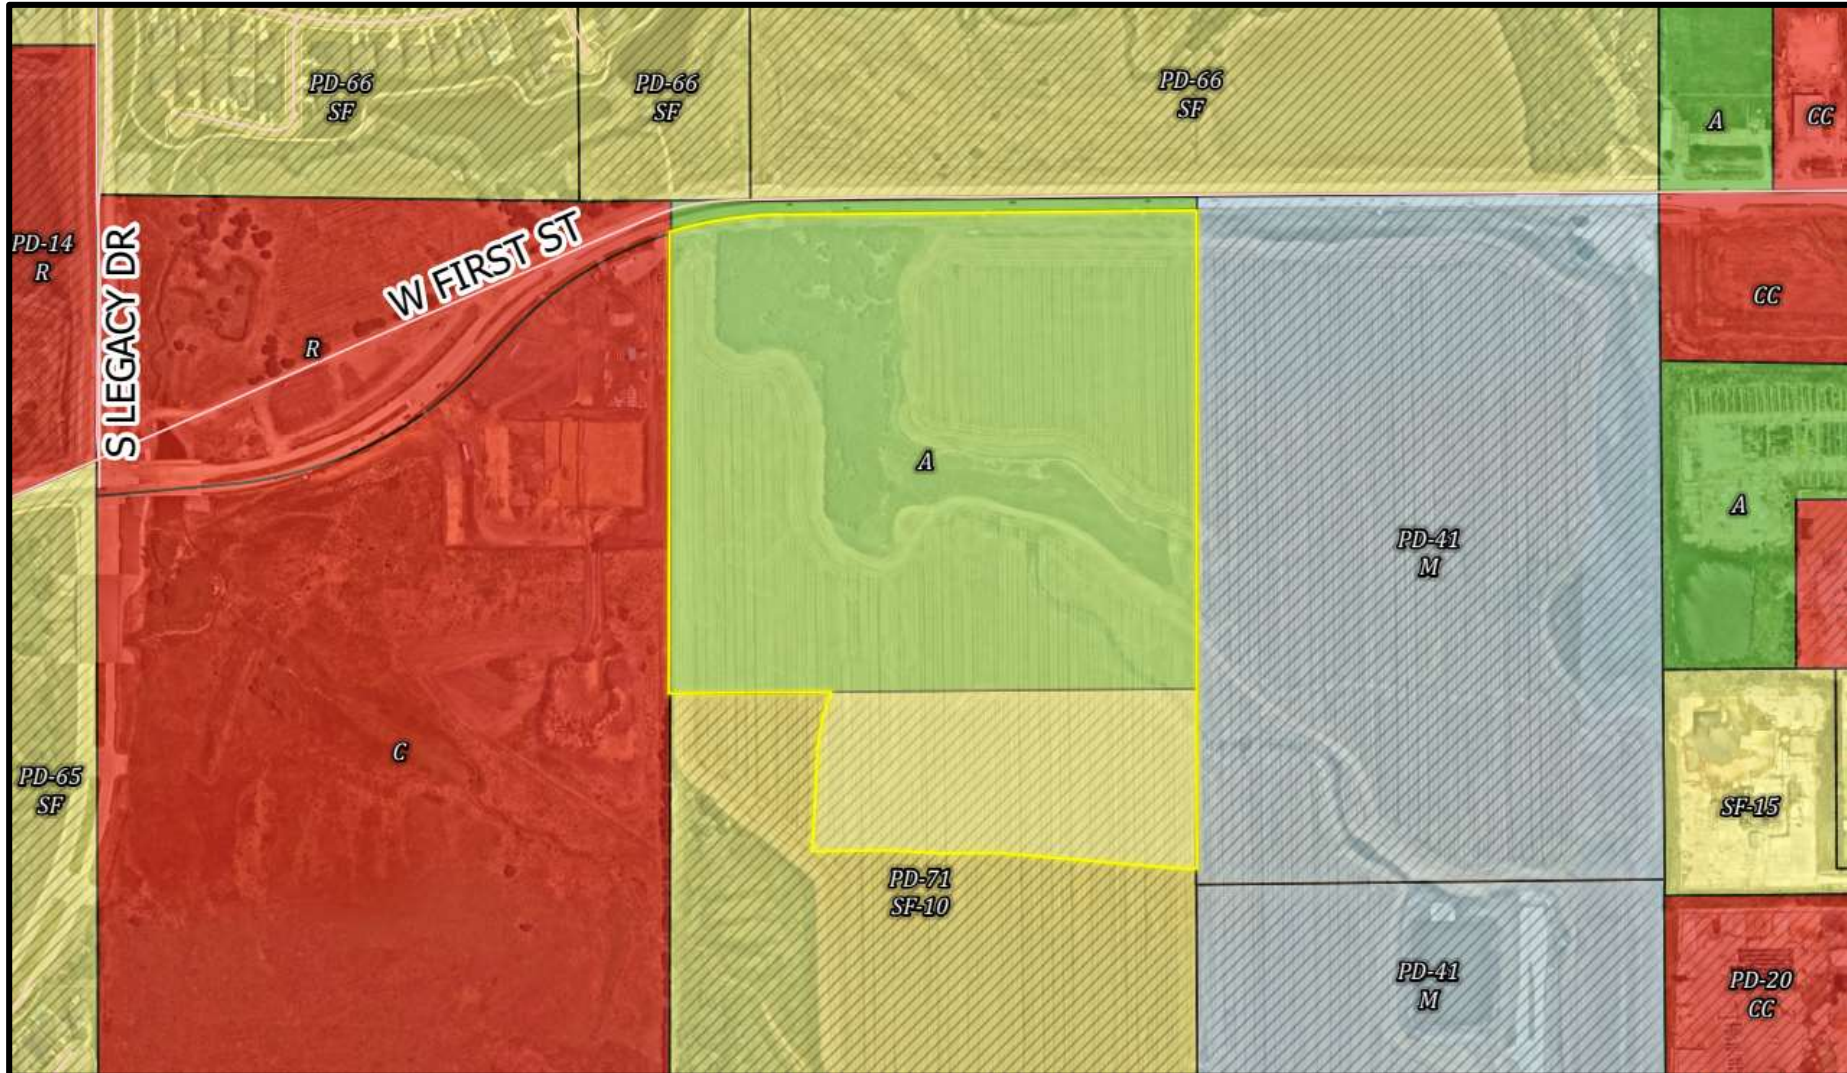 PD-66
SF
PD-66
SF
PD-66
SF
A
CC
PD-14
R
S LEGACY DR
W FIRST ST
R
CC
A
A
PD-41
M
C
PD-65
SF
SF-15
PD-71
SF-10
PD-41
M
PD-20
CC